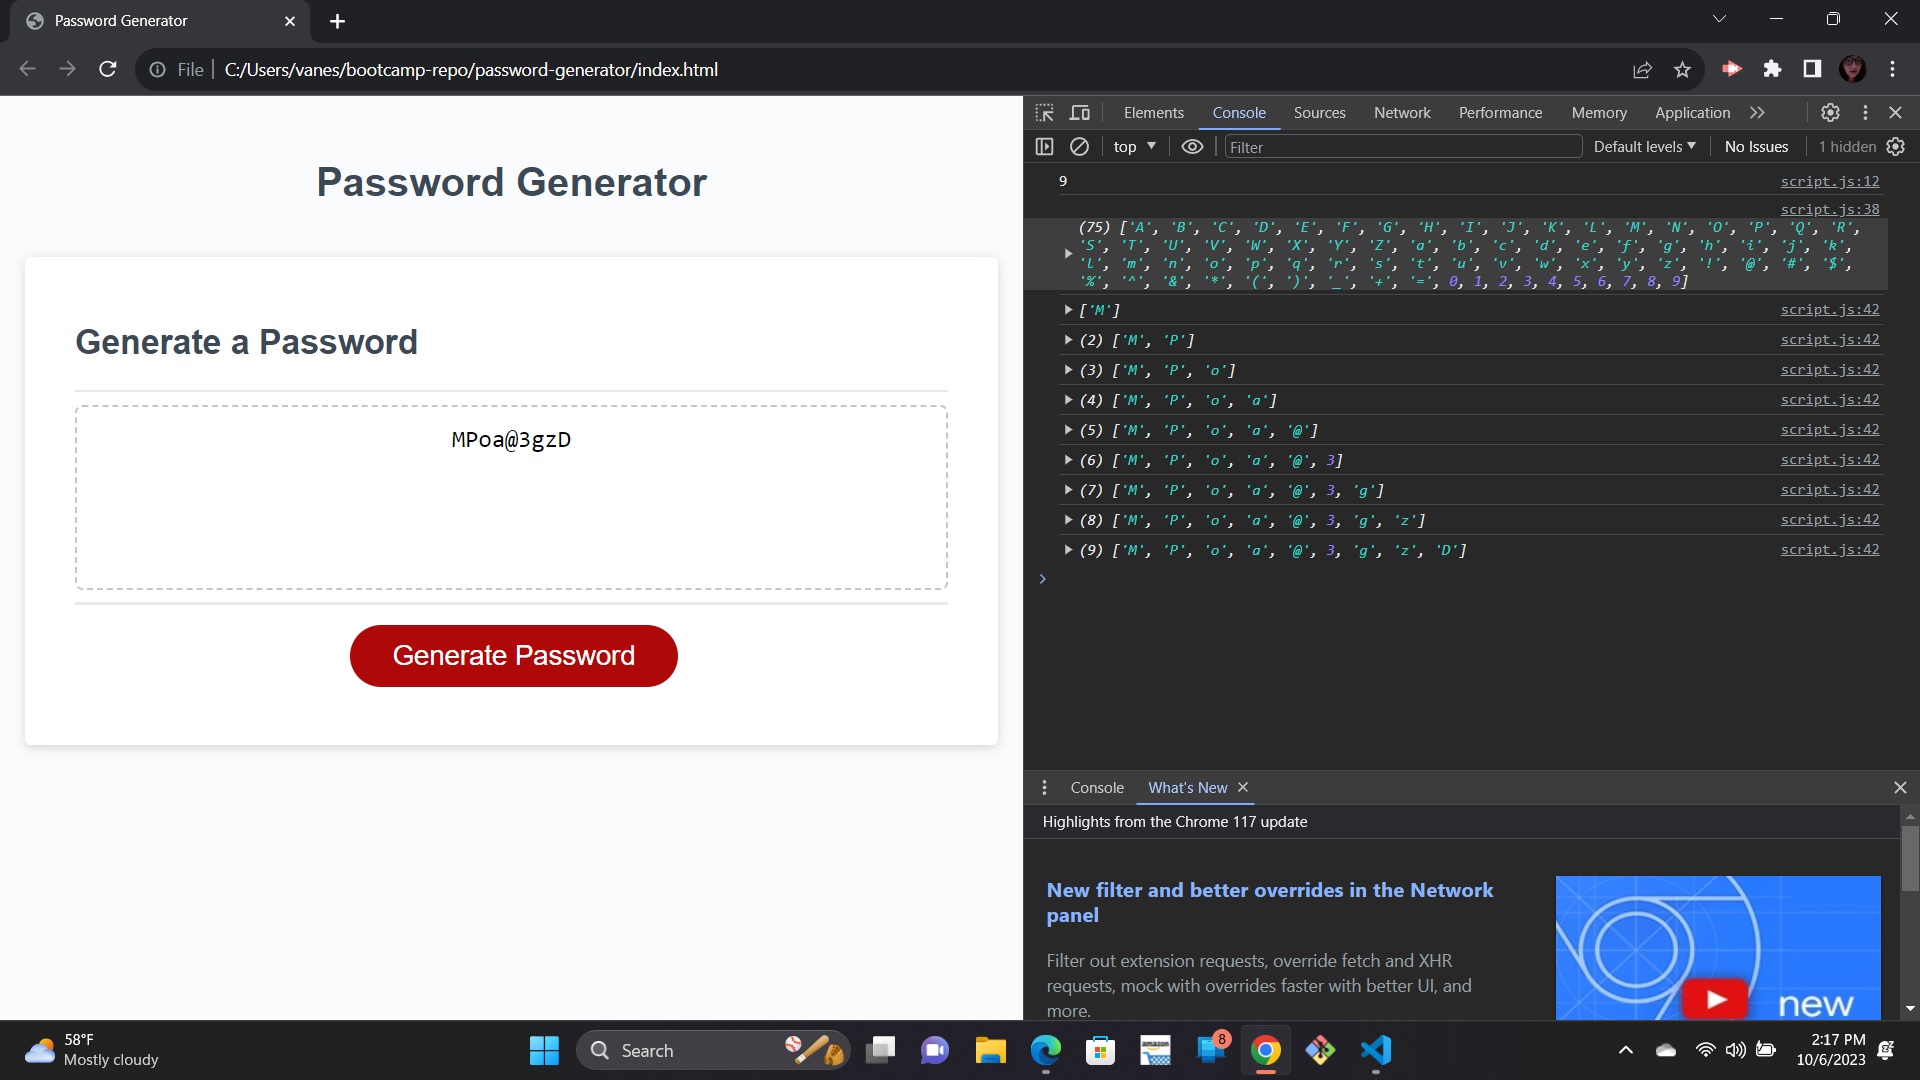 Password Generator
File
C:/Users/vanes/bootcamp-repo/password-generator/index.html
Password Generator
Generate a Password
MPoa@3gzD
Generate Password
Elements Console Sources Network Performance Memory Application
top Filter Default levels No Issues 1 hidden
9 script.js:12
script.js:38
(75) ['A', 'B', 'C', 'D', 'E', 'F', 'G', 'H', 'I', 'J', 'K', 'L', 'M', 'N', 'O', 'P', 'Q', 'R',
'S', 'T', 'U', 'V', 'W', 'X', 'Y', 'Z', 'a', 'b', 'c', 'd', 'e', 'f', 'g', 'h', 'i', 'j', 'k',
'l', 'm', 'n', 'o', 'p', 'q', 'r', 's', 't', 'u', 'v', 'w', 'x', 'y', 'z', '!', '@', '#', '$',
'%', '^', '&', '*', '(', ')', '_', '+', '=', 0, 1, 2, 3, 4, 5, 6, 7, 8, 9]
['M'] script.js:42
(2) ['M', 'P'] script.js:42
(3) ['M', 'P', 'o'] script.js:42
(4) ['M', 'P', 'o', 'a'] script.js:42
(5) ['M', 'P', 'o', 'a', '@'] script.js:42
(6) ['M', 'P', 'o', 'a', '@', 3] script.js:42
(7) ['M', 'P', 'o', 'a', '@', 3, 'g'] script.js:42
(8) ['M', 'P', 'o', 'a', '@', 3, 'g', 'z'] script.js:42
(9) ['M', 'P', 'o', 'a', '@', 3, 'g', 'z', 'D'] script.js:42
Console What's New
Highlights from the Chrome 117 update
New filter and better overrides in the Network
panel
Filter out extension requests, override fetch and XHR
requests, mock with overrides faster with better UI, and
more.
new
58°F
Mostly cloudy
Search
amazon
8
2:17 PM
10/6/2023